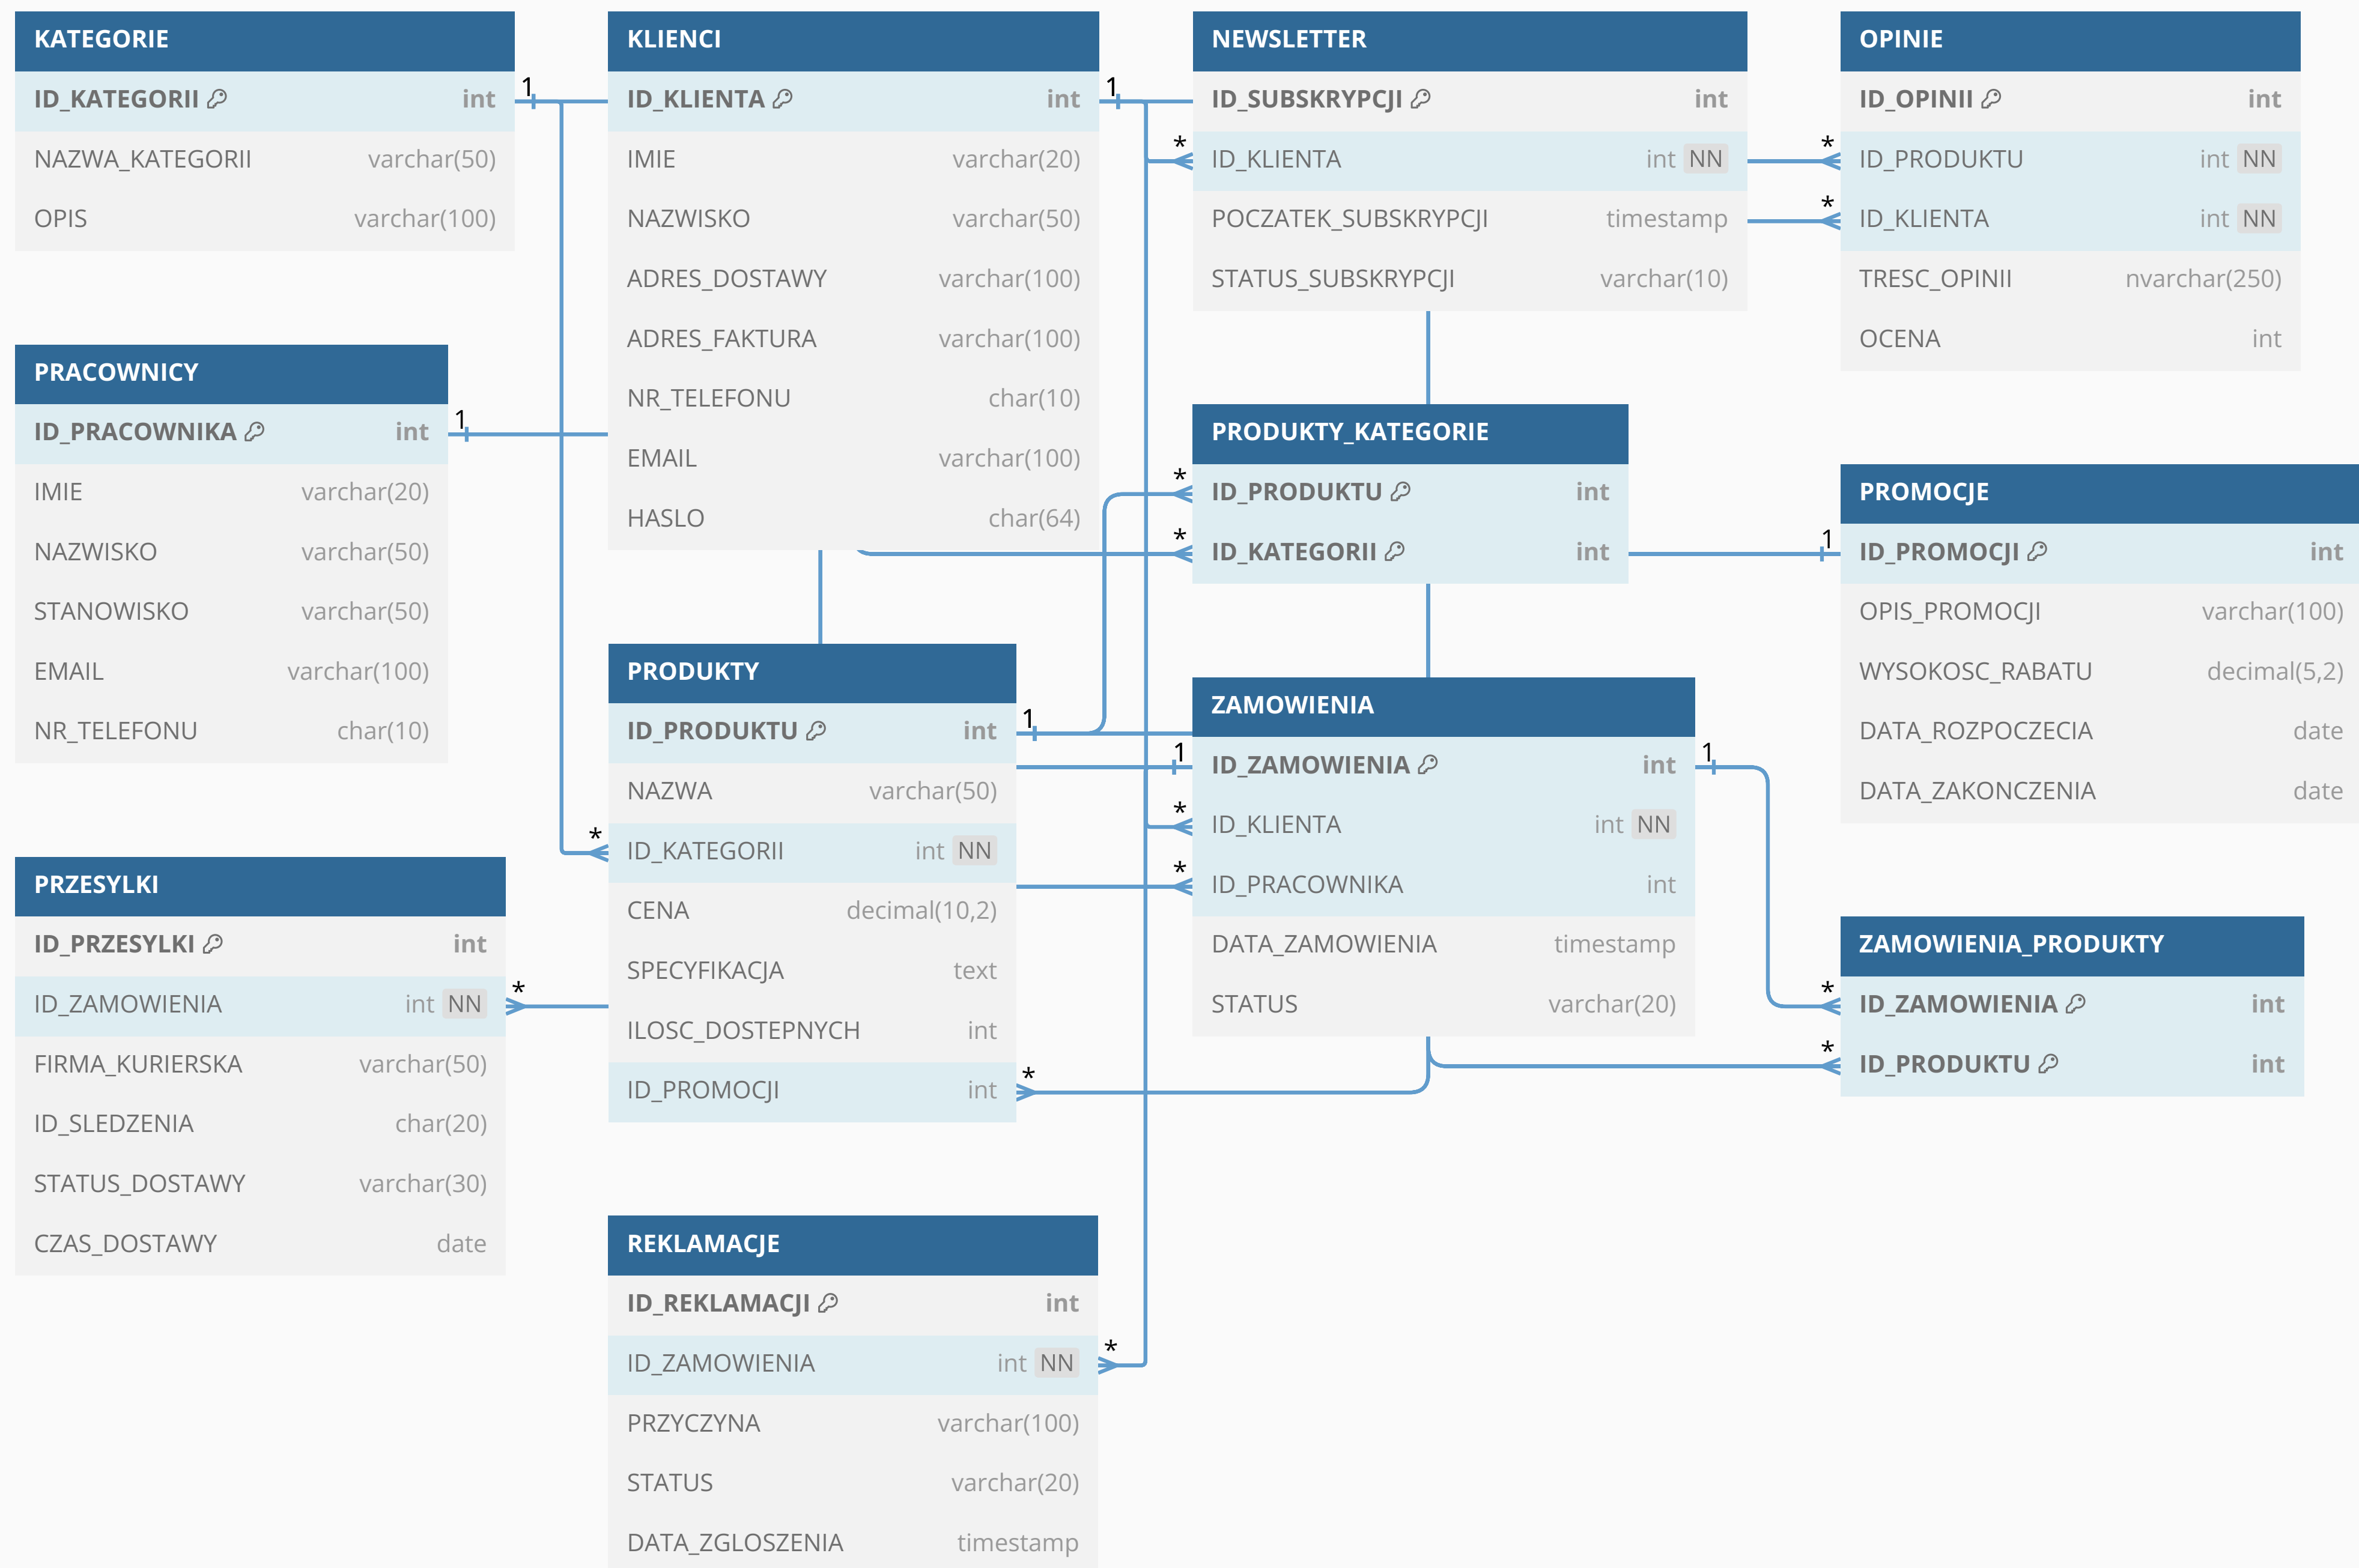 KATEGORIE
ID_KATEGORII int
NAZWA_KATEGORII varchar(50)
OPIS varchar(100)
KLIENCI
ID_KLIENTA int
IMIE varchar(20)
NAZWISKO varchar(50)
ADRES_DOSTAWY varchar(100)
ADRES_FAKTURA varchar(100)
NR_TELEFONU char(10)
EMAIL varchar(100)
HASLO char(64)
NEWSLETTER
ID_SUBSKRYPCJI int
ID_KLIENTA int NN
POCZATEK_SUBSKRYPCJI timestamp
STATUS_SUBSKRYPCJI varchar(10)
OPINIE
ID_OPINII int
ID_PRODUKTU int NN
ID_KLIENTA int NN
TRESC_OPINII nvarchar(250)
OCENA int
PRACOWNICY
ID_PRACOWNIKA int
IMIE varchar(20)
NAZWISKO varchar(50)
STANOWISKO varchar(50)
EMAIL varchar(100)
NR_TELEFONU char(10)
PRODUKTY_KATEGORIE
ID_PRODUKTU int
ID_KATEGORII int
PROMOCJE
ID_PROMOCJI int
OPIS_PROMOCJI varchar(100)
WYSOKOSC_RABATU decimal(5,2)
DATA_ROZPOCZECIA date
DATA_ZAKONCZENIA date
PRODUKTY
ID_PRODUKTU int
NAZWA varchar(50)
ID_KATEGORII int NN
CENA decimal(10,2)
SPECYFIKACJA text
ILOSC_DOSTEPNYCH int
ID_PROMOCJI int
ZAMOWIENIA
ID_ZAMOWIENIA int
ID_KLIENTA int NN
ID_PRACOWNIKA int
DATA_ZAMOWIENIA timestamp
STATUS varchar(20)
PRZESYLKI
ID_PRZESYLKI int
ID_ZAMOWIENIA int NN
FIRMA_KURIERSKA varchar(50)
ID_SLEDZENIA char(20)
STATUS_DOSTAWY varchar(30)
CZAS_DOSTAWY date
ZAMOWIENIA_PRODUKTY
ID_ZAMOWIENIA int
ID_PRODUKTU int
REKLAMACJE
ID_REKLAMACJI int
ID_ZAMOWIENIA int NN
PRZYCZYNA varchar(100)
STATUS varchar(20)
DATA_ZGLOSZENIA timestamp
1
1
*
*
*
1
*
*
1
1
1
1
*
*
*
*
*
*
*
*